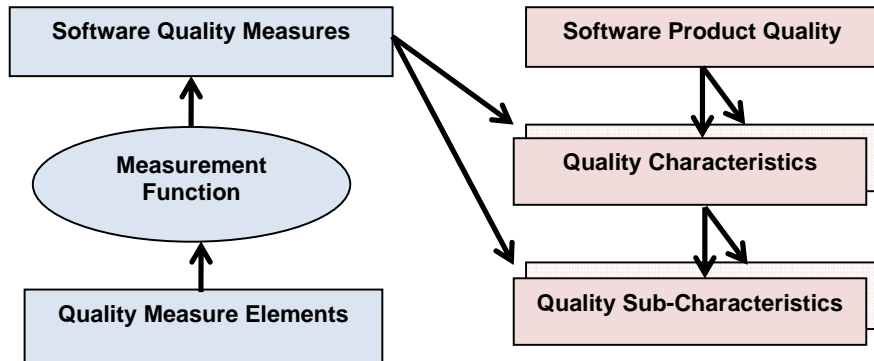 Software Quality Measures
Software Product Quality
Measurement
Function
Quality Characteristics
Quality Measure Elements
Quality Sub-Characteristics